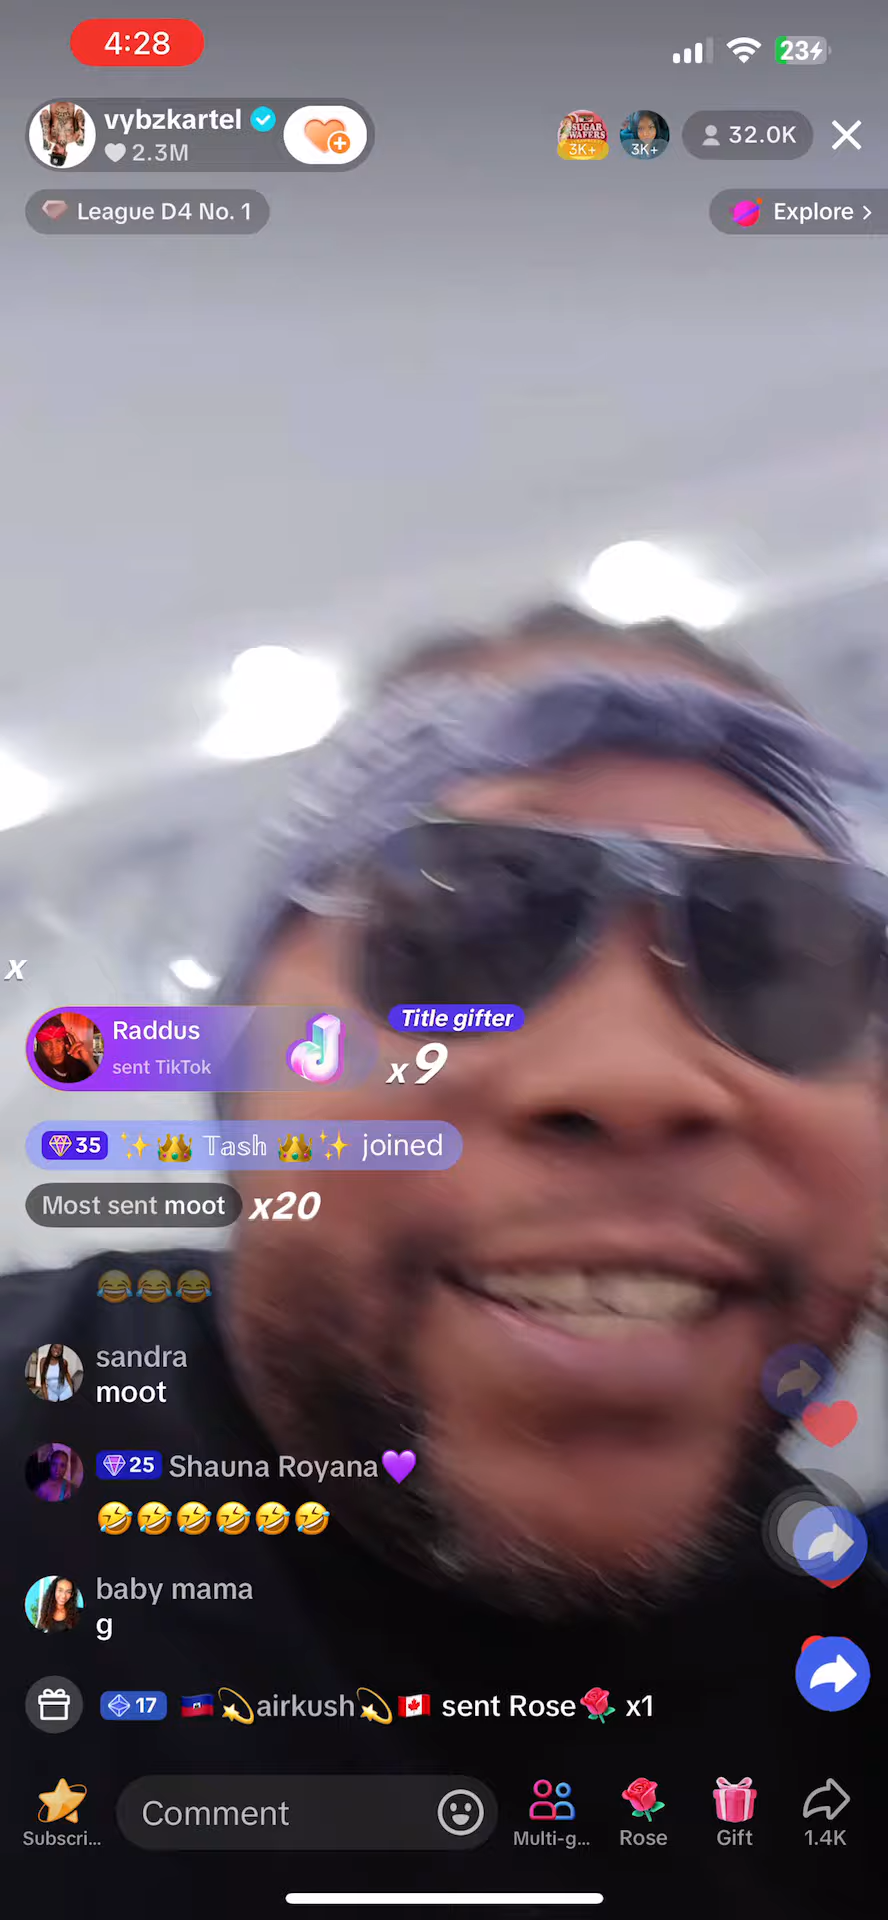 4:28
23
vybzkartel
2.3M
SUGAR WAFERS
3K+
3K+
32.0K
League D4 No. 1
Explore >
x
Title gifter
Raddus
sent TikTok
x9
35 ✨👑 𝕋𝕒𝕤𝕙 👑✨ joined
Most sent moot x20
😂😂😂
sandra
moot
25 Shauna Royana💜
🤣🤣🤣🤣🤣🤣
baby mama
g
17 🇭🇹💫airkush💫🇨🇦 sent Rose🌹 x1
Comment
Subscri...
Multi-g...
Rose
Gift
1.4K